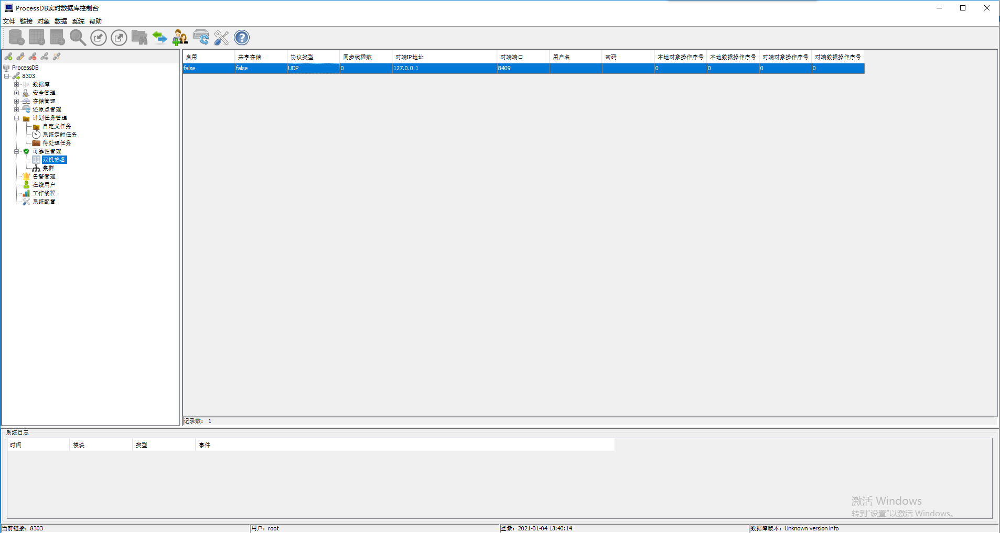 ProcessDB实时数据库控制台
文件 链接 对象 数据 系统 帮助
ProcessDB
8303
数据库
安全管理
存储管理
还原点管理
计划任务管理
自定义任务
系统定时任务
待处理任务
可靠性管理
双机热备
集群
告警管理
在线用户
工作线程
系统配置
启用 共享存储 协议类型 同步线程数 对端IP地址 对端端口 用户名 密码 本地对象操作序号 本地数据操作序号 对端对象操作序号 对端数据操作序号
false false UDP 0 127.0.0.1 8409 0 0 0 0
记录数： 1
系统日志
时间 模块 类型 事件
激活 Windows
转到“设置”以激活 Windows。
当前链接：8303 用户：root 登录：2021-01-04 13:40:14 数据库版本：Unknown version info